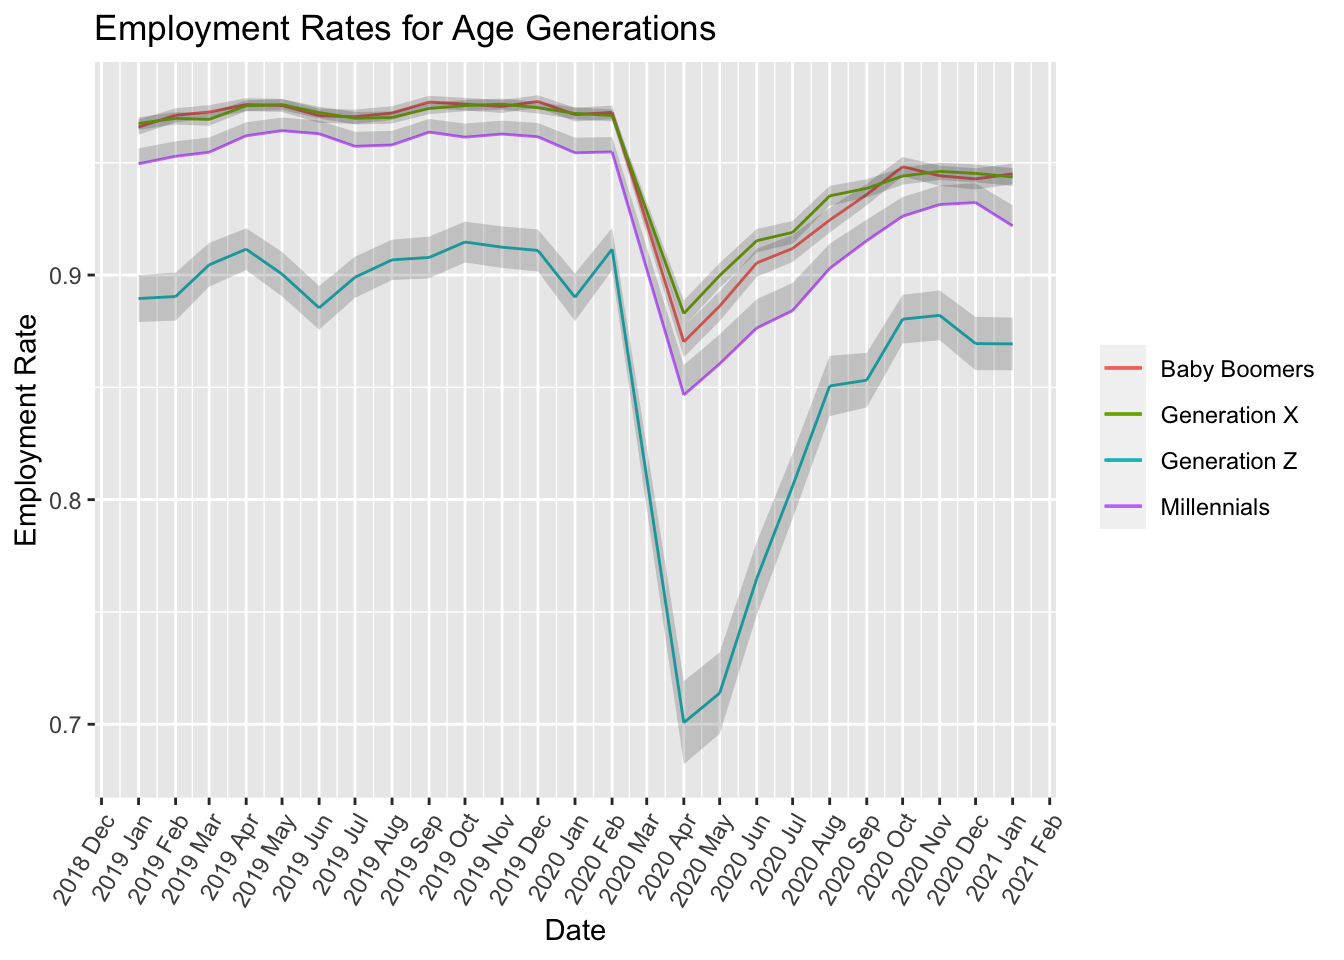 Employment Rates for Age Generations
Employment Rate
0.9
0.8
0.7
2018 Dec
2019 Jan
2019 Feb
2019 Mar
2019 Apr
2019 May
2019 Jun
2019 Jul
2019 Aug
2019 Sep
2019 Oct
2019 Nov
2019 Dec
2020 Jan
2020 Feb
2020 Mar
2020 Apr
2020 May
2020 Jun
2020 Jul
2020 Aug
2020 Sep
2020 Oct
2020 Nov
2020 Dec
2021 Jan
2021 Feb
Date
Baby Boomers
Generation X
Generation Z
Millennials